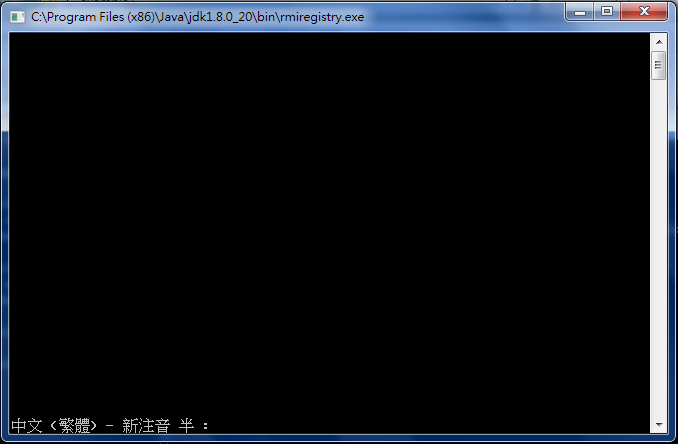 C:\Program Files (x86)\Java\jdk1.8.0_20\bin\rmiregistry.exe
中文 (繁體) - 新注音 半 :